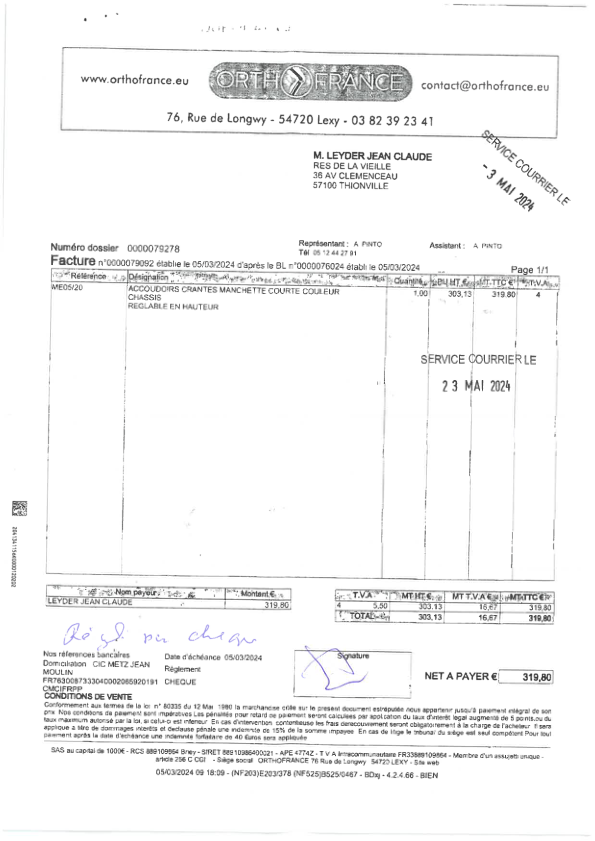 www.orthofrance.eu
ORTHOFRANCE
contact@orthofrance.eu
76, Rue de Longwy - 54720 Lexy - 03 82 39 23 41
M. LEYDER JEAN CLAUDE
RES DE LA VIEILLE
36 AV CLEMENCEAU
57100 THIONVILLE
SERVICE COURRIER LE
- 3 MAI 2024
Numéro dossier 0000079278
Représentant : A PINTO
Assistant : A PINTO
Tél 06 12 44 27 91
Facture n°0000079092 établie le 05/03/2024 d'après le BL n°0000076024 établi le 05/03/2024
Page 1/1
Référence Désignation Quantité PU HT € MT TTC € T.V.A
ME05/20 ACCOUDOIRS CRANTES MANCHETTE COURTE COULEUR 1,00 303,13 319,80 4
CHASSIS
REGLABLE EN HAUTEUR
SERVICE COURRIER LE
23 MAI 2024
Nom payeur Montant €
LEYDER JEAN CLAUDE 319,80
T.V.A MT HT € MT T.V.A € MT TTC €
4 5,50 303,13 16,67 319,80
TOTAL 303,13 16,67 319,80
Réglé par chèque
Nos références bancaires
Domiciliation CIC METZ JEAN
MOULIN
CMCIFRPP
Date d'échéance 05/03/2024
Règlement
CHEQUE
Signature
NET A PAYER € 319,80
CONDITIONS DE VENTE
Conformément aux termes de la loi n° 80335 du 12 Mai 1980 la marchandise citée sur le présent document est réputée nous appartenir jusqu'à paiement intégral de son
prix. Nos conditions de paiement sont impératives Les pénalités pour retard de paiement seront calculées par application du taux d'intérêt légal augmenté de 5 points,ou du
taux maximum autorisé par la loi, si celui-ci est inférieur. En cas d'intervention contentieuse les frais de recouvrement seront obligatoirement à la charge de l'acheteur. Il sera
appliqué à titre de dommages intérêts et de clause pénale une indemnité de 15% de la somme impayée. En cas de litige le tribunal du siège est seul compétent Pour tout
paiement après la date d'échéance une indemnité forfaitaire de 40 Euros sera appliquée
SAS au capital de 1000€ - RCS 889109864 Briey - SIRET 88910986400021 - APE 4774Z - T.V.A Intracommunautaire FR33889109864 - Membre d'un assujetti unique -
article 256 C CGI - Siège social ORTHOFRANCE 76 Rue de Longwy 54720 LEXY - Site web
05/03/2024 09 18:09 - (NF203)E203/378 (NF525)B525/0467 - BDxj - 4.2.4.66 - BIEN